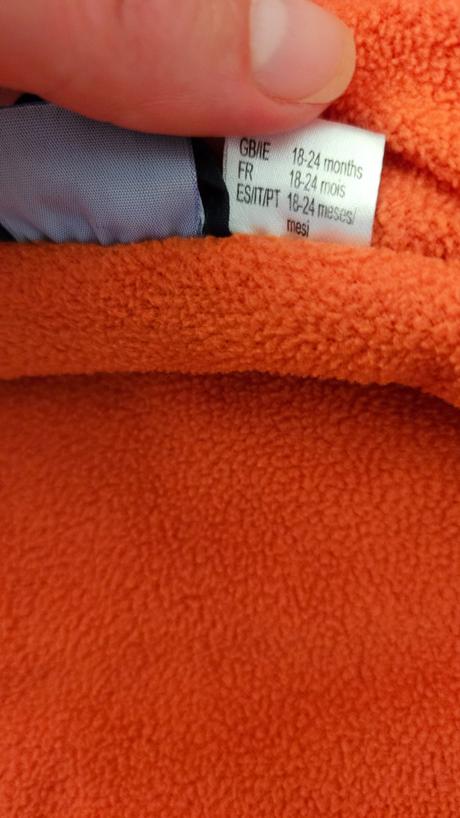 GB/IE 18-24 months
FR 18-24 mois
ES/IT/PT 18-24 meses/
mesi